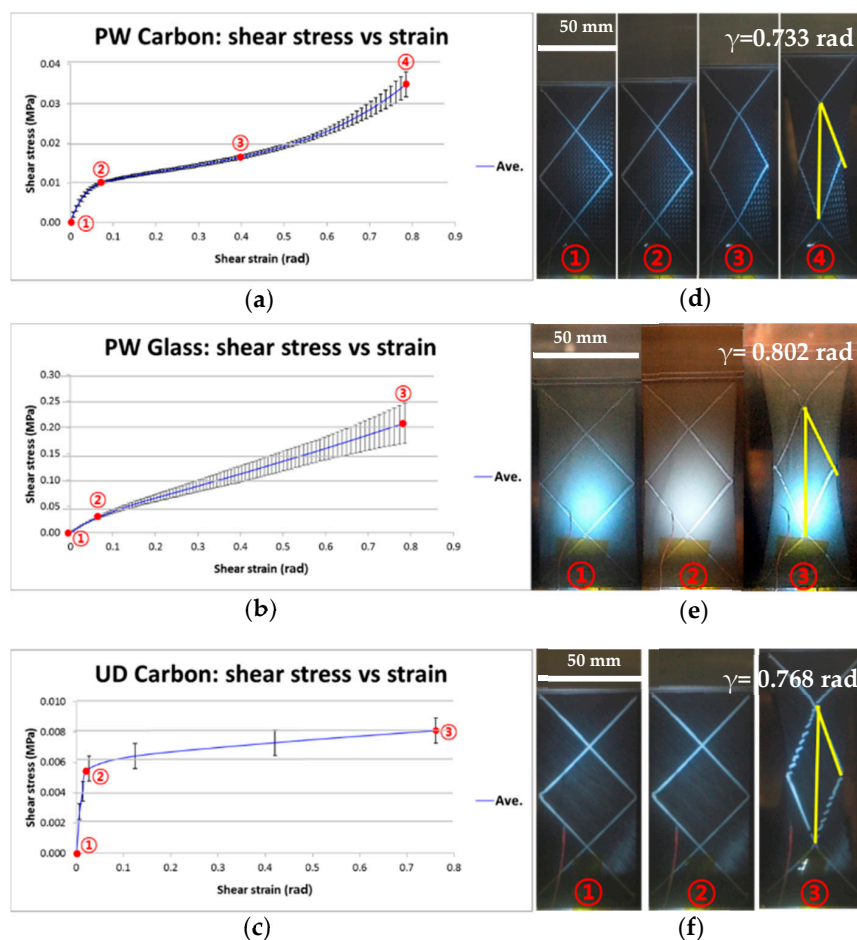 PW Carbon: shear stress vs strain
0.04
0.03
0.02
0.01
0.00
Shear stress (MPa)
④
③
②
①
Ave.
0 0.1 0.2 0.3 0.4 0.5 0.6 0.7 0.8 0.9
Shear strain (rad)
(a)
50 mm
γ=0.733 rad
① ② ③ ④
(d)
PW Glass: shear stress vs strain
0.30
0.25
0.20
0.15
0.10
0.05
0.00
Shear stress (MPa)
③
②
①
Ave.
0 0.1 0.2 0.3 0.4 0.5 0.6 0.7 0.8
Shear strain (rad)
(b)
50 mm
γ= 0.802 rad
① ② ③
(e)
UD Carbon: shear stress vs strain
0.010
0.008
0.006
0.004
0.002
0.000
Shear stress (MPa)
③
②
①
Ave.
0 0.1 0.2 0.3 0.4 0.5 0.6 0.7 0.8
Shear strain (rad)
(c)
50 mm
γ= 0.768 rad
① ② ③
(f)